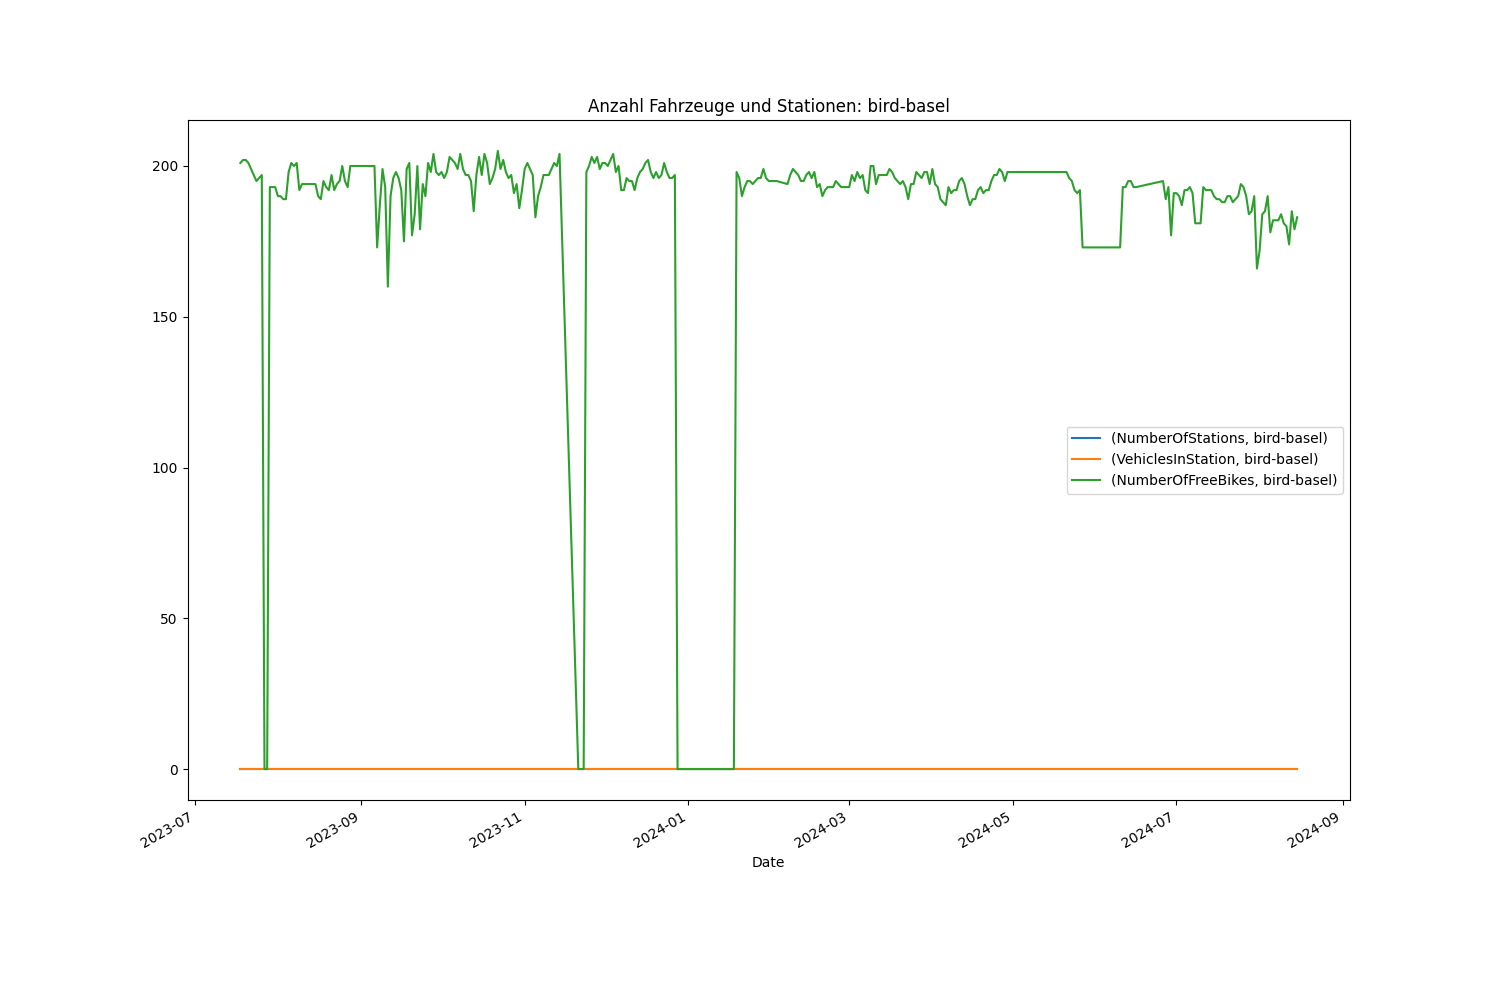 Anzahl Fahrzeuge und Stationen: bird-basel
200
150
100
50
0
(NumberOfStations, bird-basel)
(VehiclesInStation, bird-basel)
(NumberOfFreeBikes, bird-basel)
2023-07
2023-09
2023-11
2024-01
2024-03
2024-05
2024-07
2024-09
Date